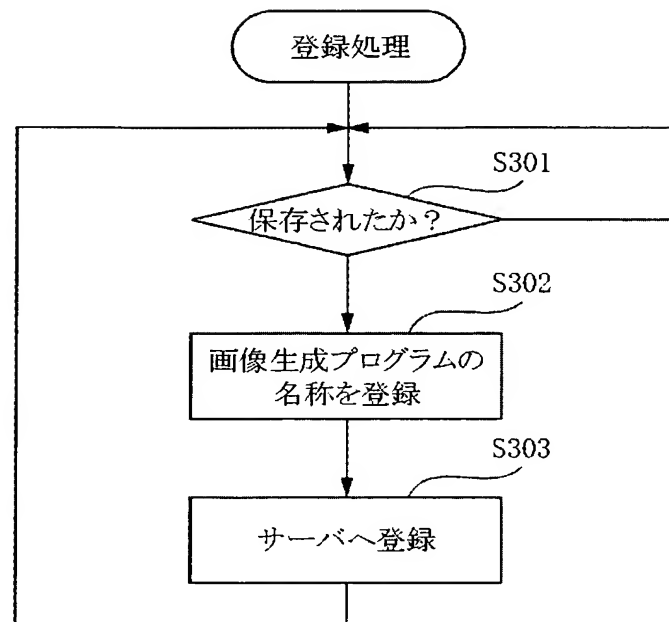 登録処理
S301
保存されたか？
S302
画像生成プログラムの
名称を登録
S303
サーバへ登録